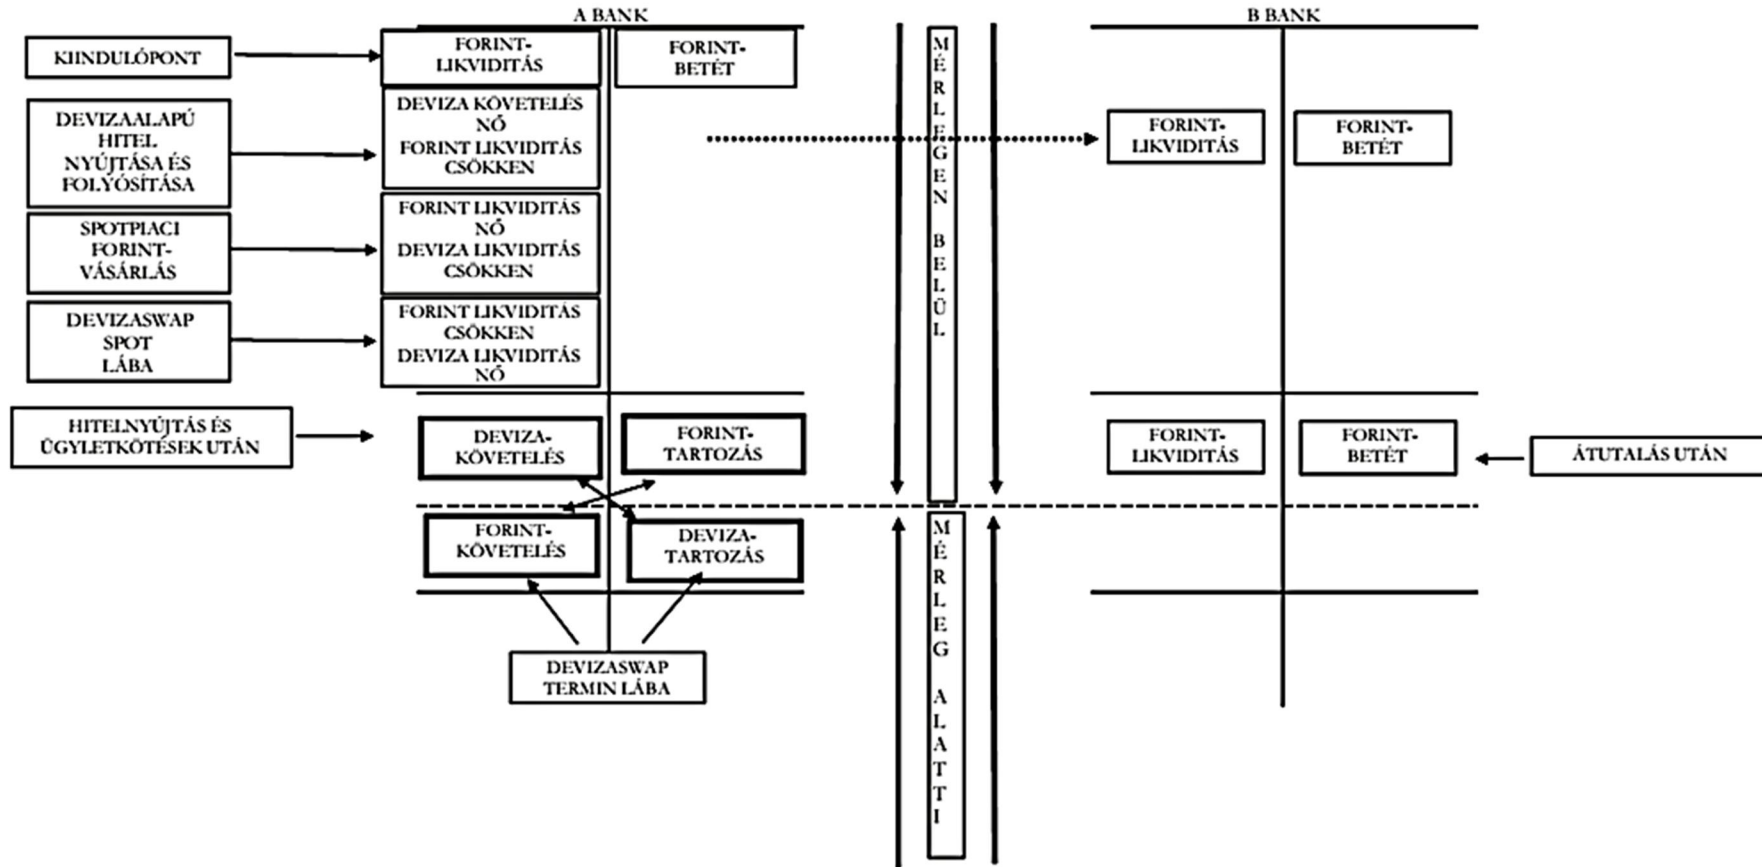 A BANK
B BANK
KIINDULÓPONT
FORINT-
LIKVIDITÁS
FORINT-
BETÉT
DEVIZAALAPÚ
HITEL
NYÚJTÁSA ÉS
FOLYÓSÍTÁSA
DEVIZA KÖVETELÉS
NŐ
FORINT LIKVIDITÁS
CSÖKKEN
FORINT-
LIKVIDITÁS
FORINT-
BETÉT
SPOTPIACI
FORINT-
VÁSÁRLÁS
FORINT LIKVIDITÁS
NŐ
DEVIZA LIKVIDITÁS
CSÖKKEN
DEVIZASWAP
SPOT
LÁBA
FORINT LIKVIDITÁS
CSÖKKEN
DEVIZA LIKVIDITÁS
NŐ
MÉRLEGEN BELÜL
HITELNYÚJTÁS ÉS
ÜGYLETKÖTÉSEK UTÁN
DEVIZA-
KÖVETELÉS
FORINT-
TARTOZÁS
FORINT-
LIKVIDITÁS
FORINT-
BETÉT
ÁTUTALÁS UTÁN
FORINT-
KÖVETELÉS
DEVIZA-
TARTOZÁS
DEVIZASWAP
TERMIN LÁBA
MÉRLEG ALATTI